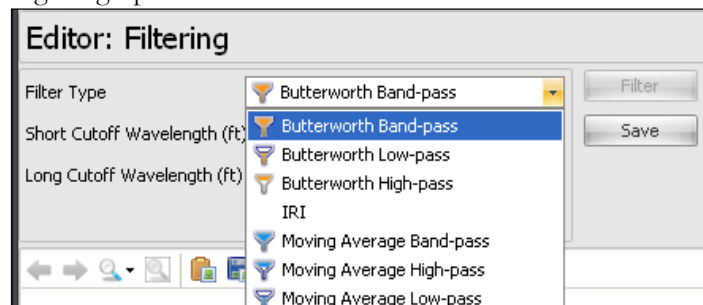 Editor: Filtering
Filter Type
Butterworth Band-pass
Filter
Short Cutoff Wavelength (ft)
Butterworth Band-pass
Save
Butterworth Low-pass
Long Cutoff Wavelength (ft)
Butterworth High-pass
IRI
Moving Average Band-pass
Moving Average High-pass
Moving Average Low-pass